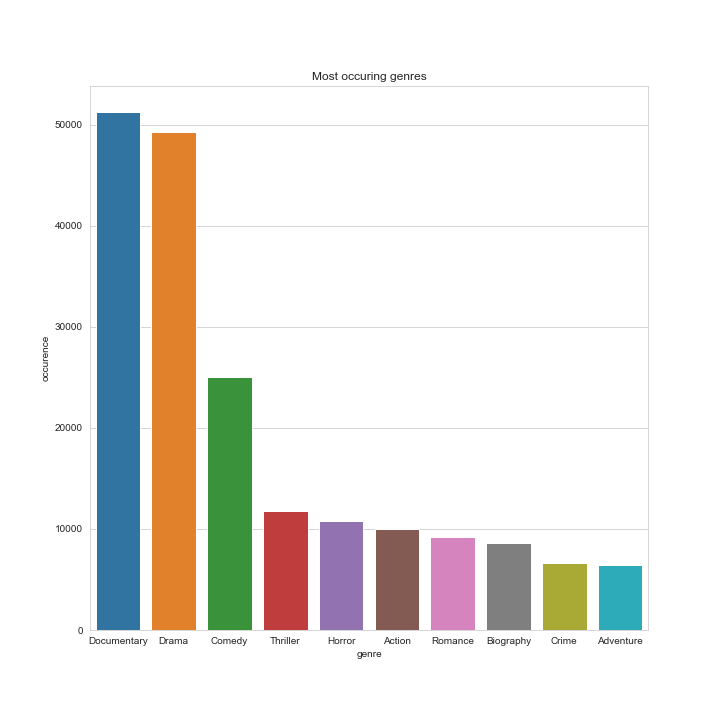 Most occuring genres
50000
40000
30000
20000
10000
0
occurence
Documentary Drama Comedy Thriller Horror Action Romance Biography Crime Adventure
genre